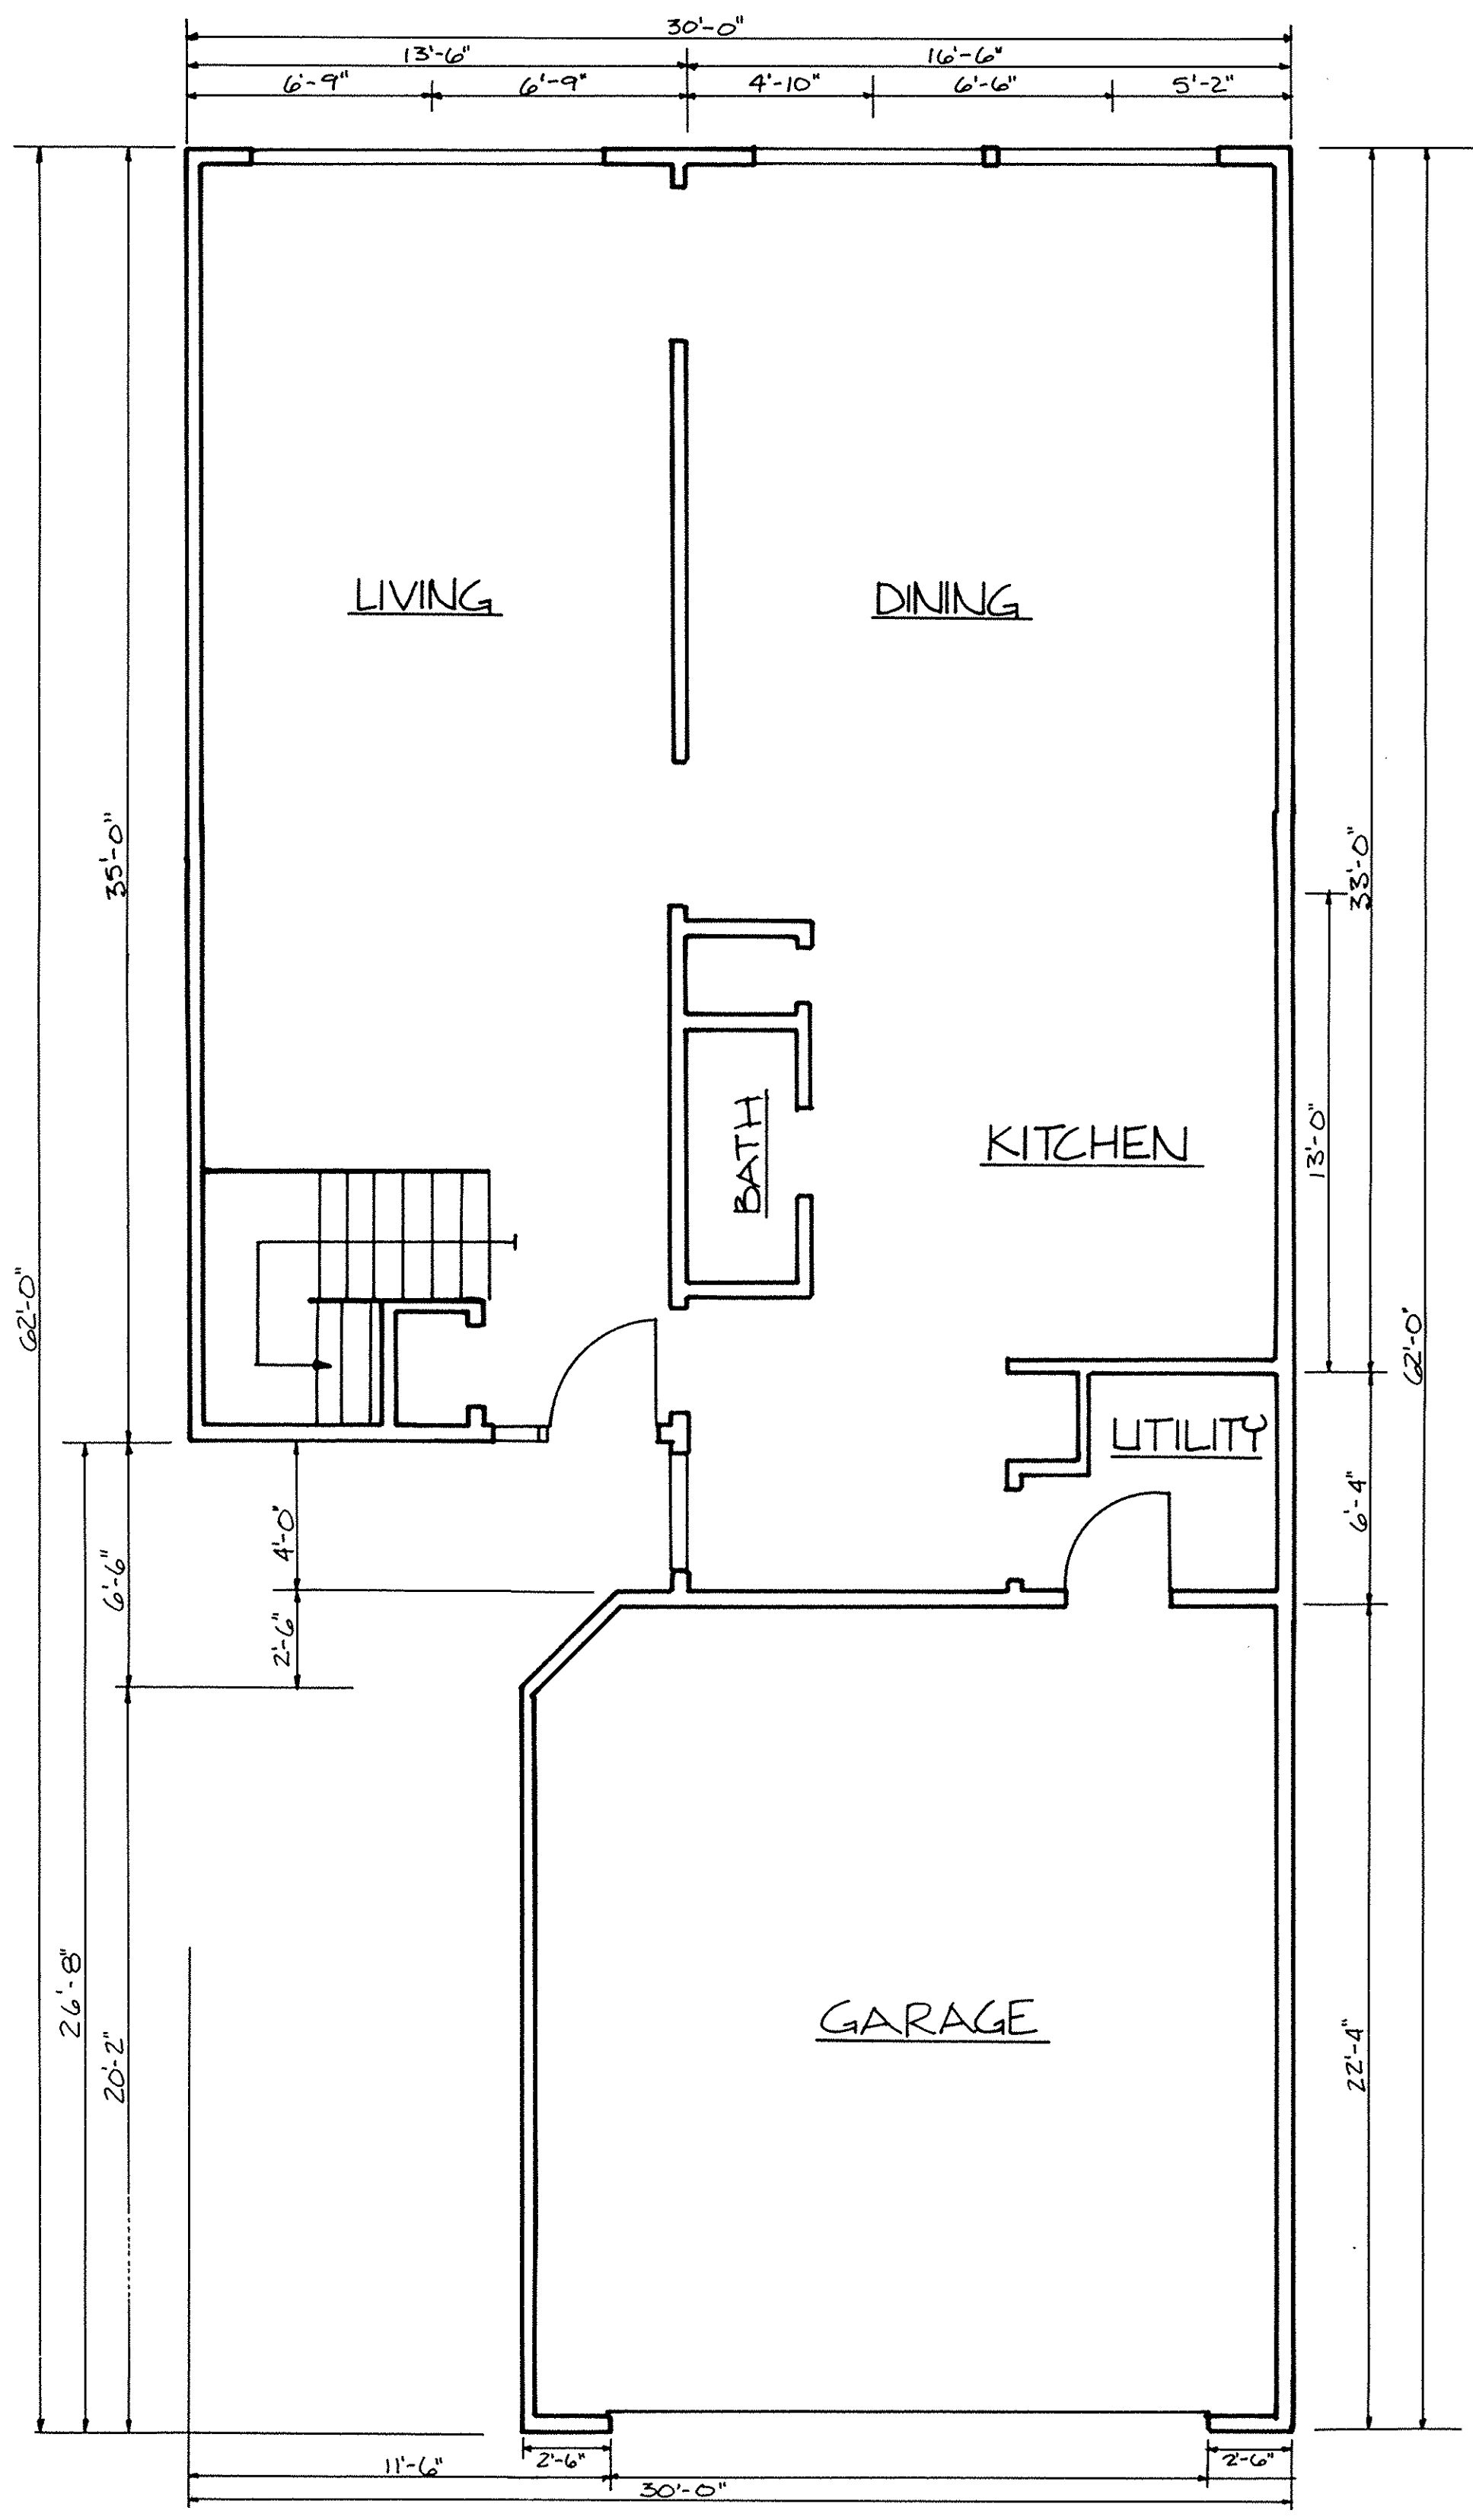 30'-0"
13'-6" 16'-6"
6'-9" 6'-9" 4'-10" 6'-6" 5'-2"
LIVING
DINING
35'-0"
33'-0"
BATH
KITCHEN
13'-0"
62'-0"
62'-0"
UTILITY
4'-0"
6'-6"
6'-4"
2'-6"
26'-8"
GARAGE
20'-2"
22'-4"
2'-6" 2'-6"
11'-6"
30'-0"